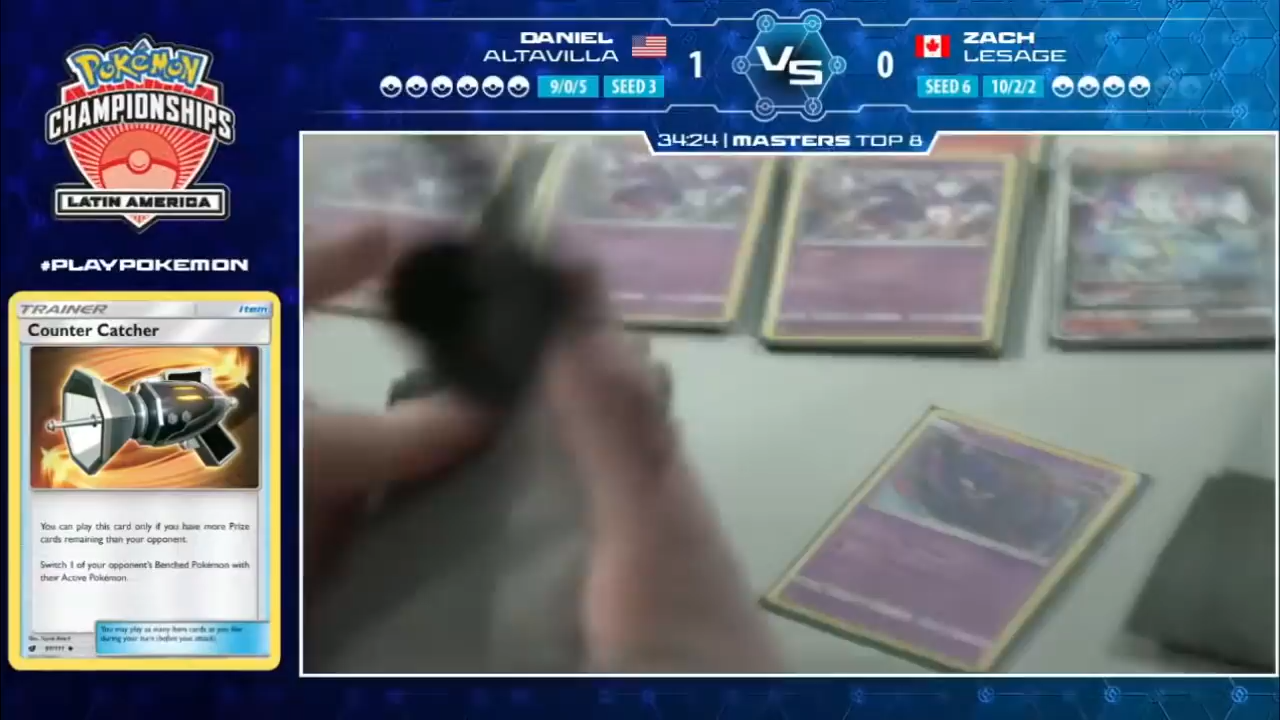 Pokémon
CHAMPIONSHIPS
LATIN AMERICA
#PLAYPOKEMON
DANIEL
ALTAVILLA
1
9/0/5
SEED 3
VS
0
ZACH
LESAGE
SEED 6
10/2/2
34:24 | MASTERS TOP 8
TRAINER
Item
Counter Catcher
You can play this card only if you have more Prize
cards remaining than your opponent.
Switch 1 of your opponent's Benched Pokémon with
their Active Pokémon.
You may play as many Item cards as you like
during your turn (before your attack).